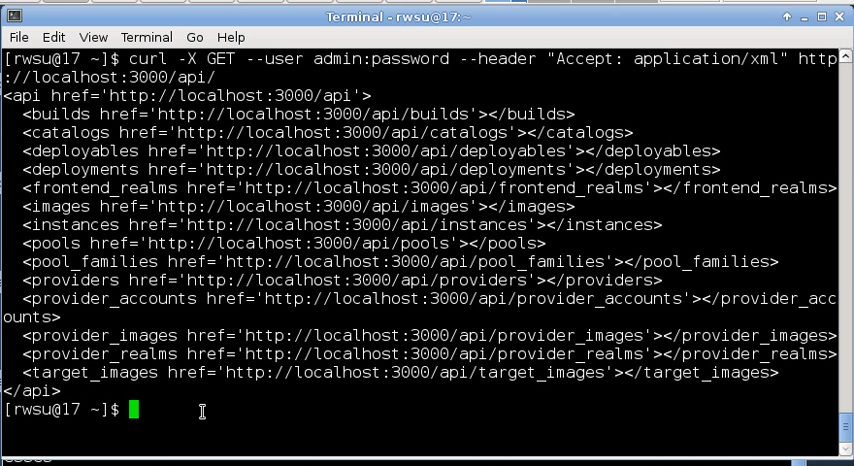 Terminal - rwsu@17:~
File Edit View Terminal Go Help
[rwsu@17 ~]$ curl -X GET --user admin:password --header "Accept: application/xml" http
://localhost:3000/api/
<api href='http://localhost:3000/api'>
  <builds href='http://localhost:3000/api/builds'></builds>
  <catalogs href='http://localhost:3000/api/catalogs'></catalogs>
  <deployables href='http://localhost:3000/api/deployables'></deployables>
  <deployments href='http://localhost:3000/api/deployments'></deployments>
  <frontend_realms href='http://localhost:3000/api/frontend_realms'></frontend_realms>
  <images href='http://localhost:3000/api/images'></images>
  <instances href='http://localhost:3000/api/instances'></instances>
  <pools href='http://localhost:3000/api/pools'></pools>
  <pool_families href='http://localhost:3000/api/pool_families'></pool_families>
  <providers href='http://localhost:3000/api/providers'></providers>
  <provider_accounts href='http://localhost:3000/api/provider_accounts'></provider_acc
ounts>
  <provider_images href='http://localhost:3000/api/provider_images'></provider_images>
  <provider_realms href='http://localhost:3000/api/provider_realms'></provider_realms>
  <target_images href='http://localhost:3000/api/target_images'></target_images>
</api>
[rwsu@17 ~]$